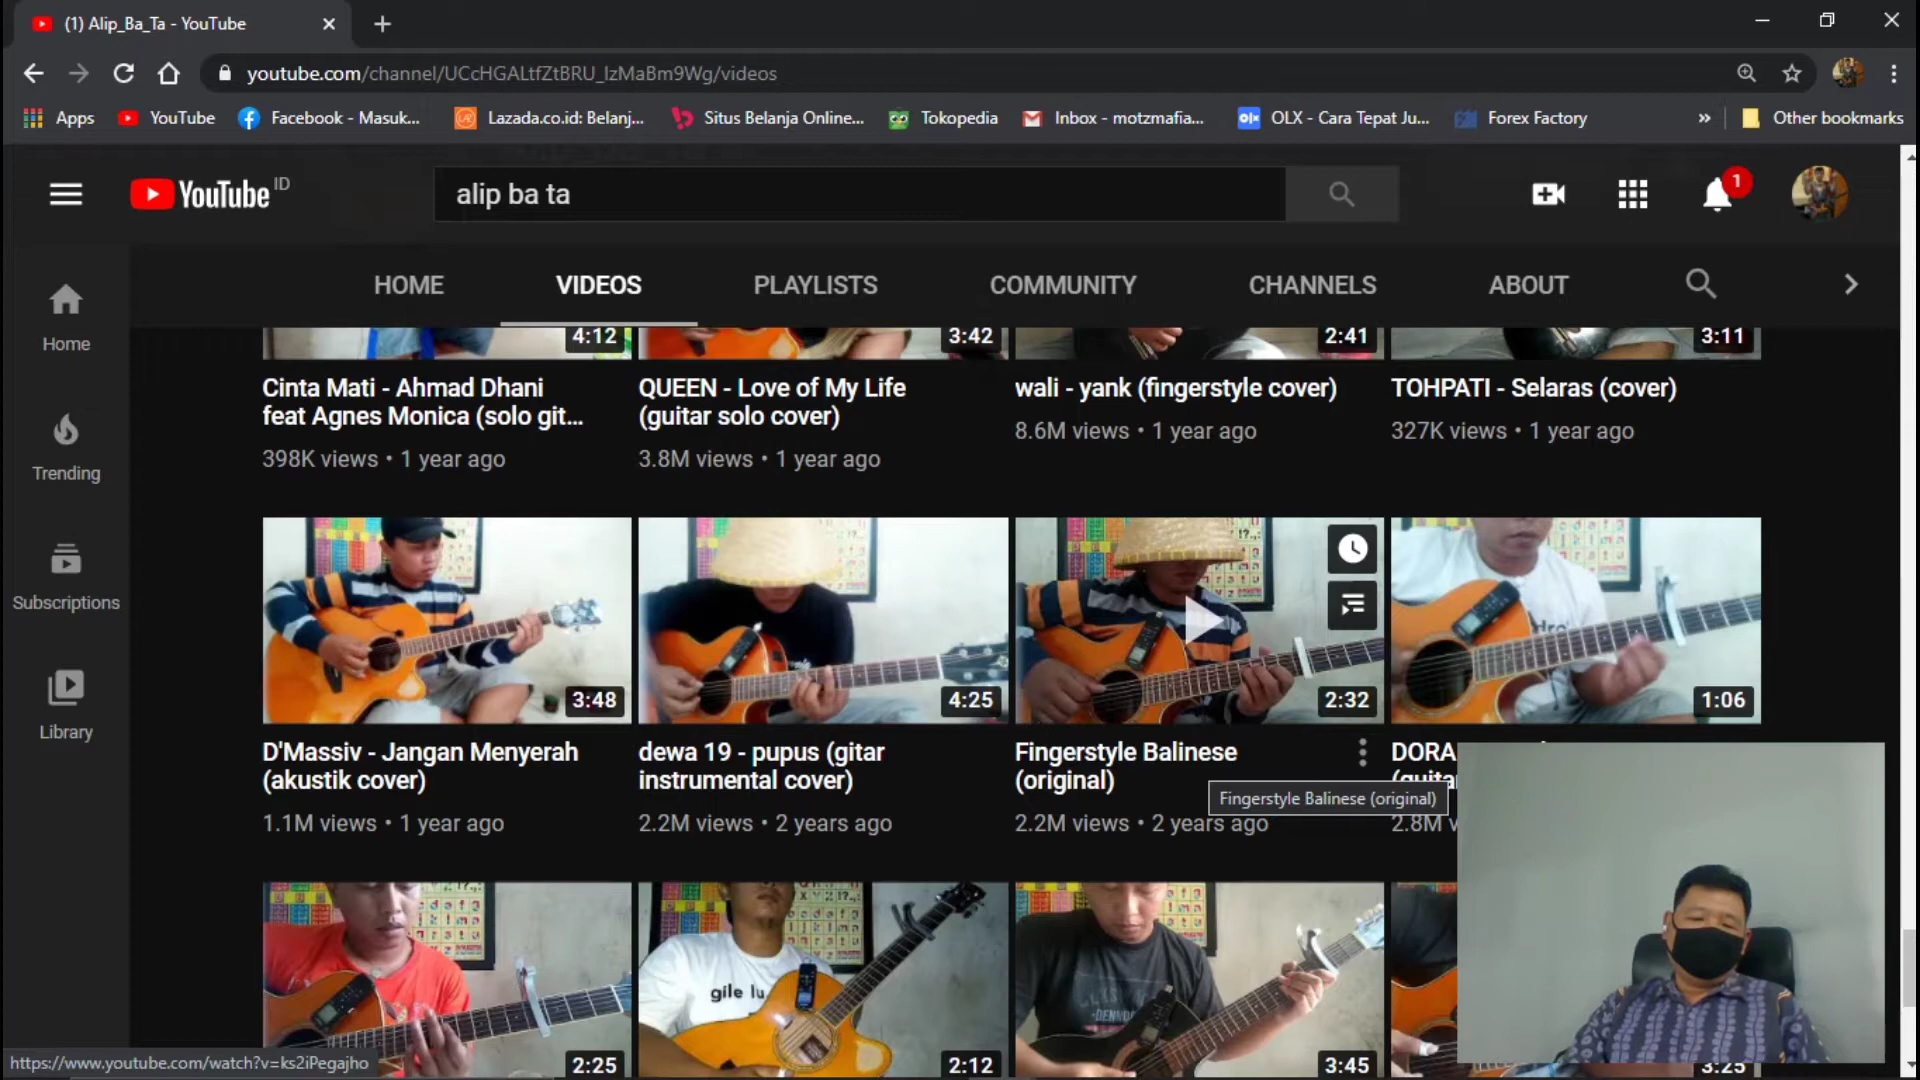 (1) Alip_Ba_Ta - YouTube
youtube.com/channel/UCcHGALtfZtBRU_IzMaBm9Wg/videos
Apps YouTube Facebook - Masuk... Lazada.co.id: Belanj... Situs Belanja Online... Tokopedia Inbox - motzmafia... OLX - Cara Tepat Ju... Forex Factory » Other bookmarks
YouTube ID
alip ba ta
1
HOME VIDEOS PLAYLISTS COMMUNITY CHANNELS ABOUT
Home
Trending
Subscriptions
Library
4:12
3:42
2:41
3:11
Cinta Mati - Ahmad Dhani
feat Agnes Monica (solo git...
398K views • 1 year ago
QUEEN - Love of My Life
(guitar solo cover)
3.8M views • 1 year ago
wali - yank (fingerstyle cover)
8.6M views • 1 year ago
TOHPATI - Selaras (cover)
327K views • 1 year ago
3:48
4:25
2:32
1:06
D'Massiv - Jangan Menyerah
(akustik cover)
1.1M views • 1 year ago
dewa 19 - pupus (gitar
instrumental cover)
2.2M views • 2 years ago
Fingerstyle Balinese
(original)
2.2M views • 2 years ago
Fingerstyle Balinese (original)
DORA
2.8M
gile lu
2:25
2:12
3:45
3:25
https://www.youtube.com/watch?v=ks2iPegajho